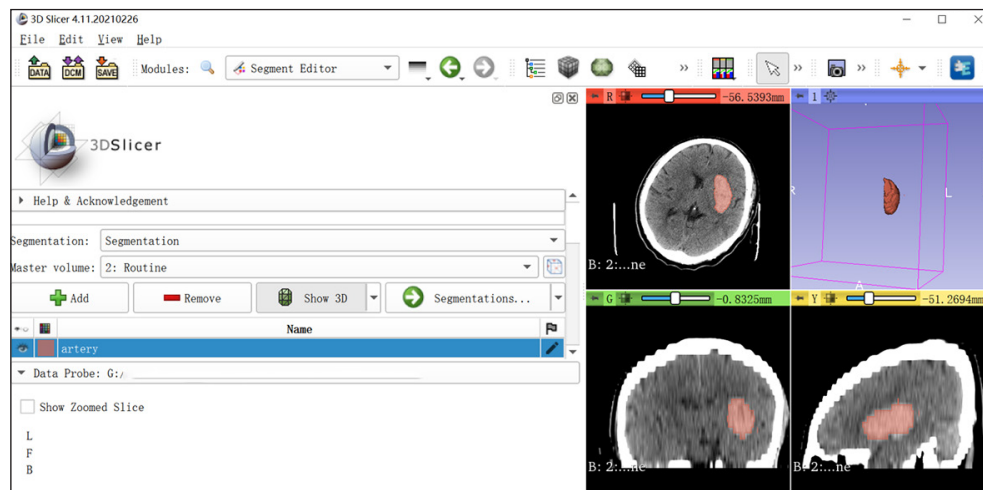 3D Slicer 4.11.20210226
File Edit View Help
DATA DCM SAVE Modules: Segment Editor
3DSlicer
Help & Acknowledgement
Segmentation: Segmentation
Master volume: 2: Routine
Add Remove Show 3D Segmentations...
Name
artery
Data Probe: G:/
Show Zoomed Slice
L
F
B
R -56.5393mm
B: 2:...ne
1
R
L
A
G -0.8325mm
B: 2:...ne
Y -51.2694mm
B: 2:...ne